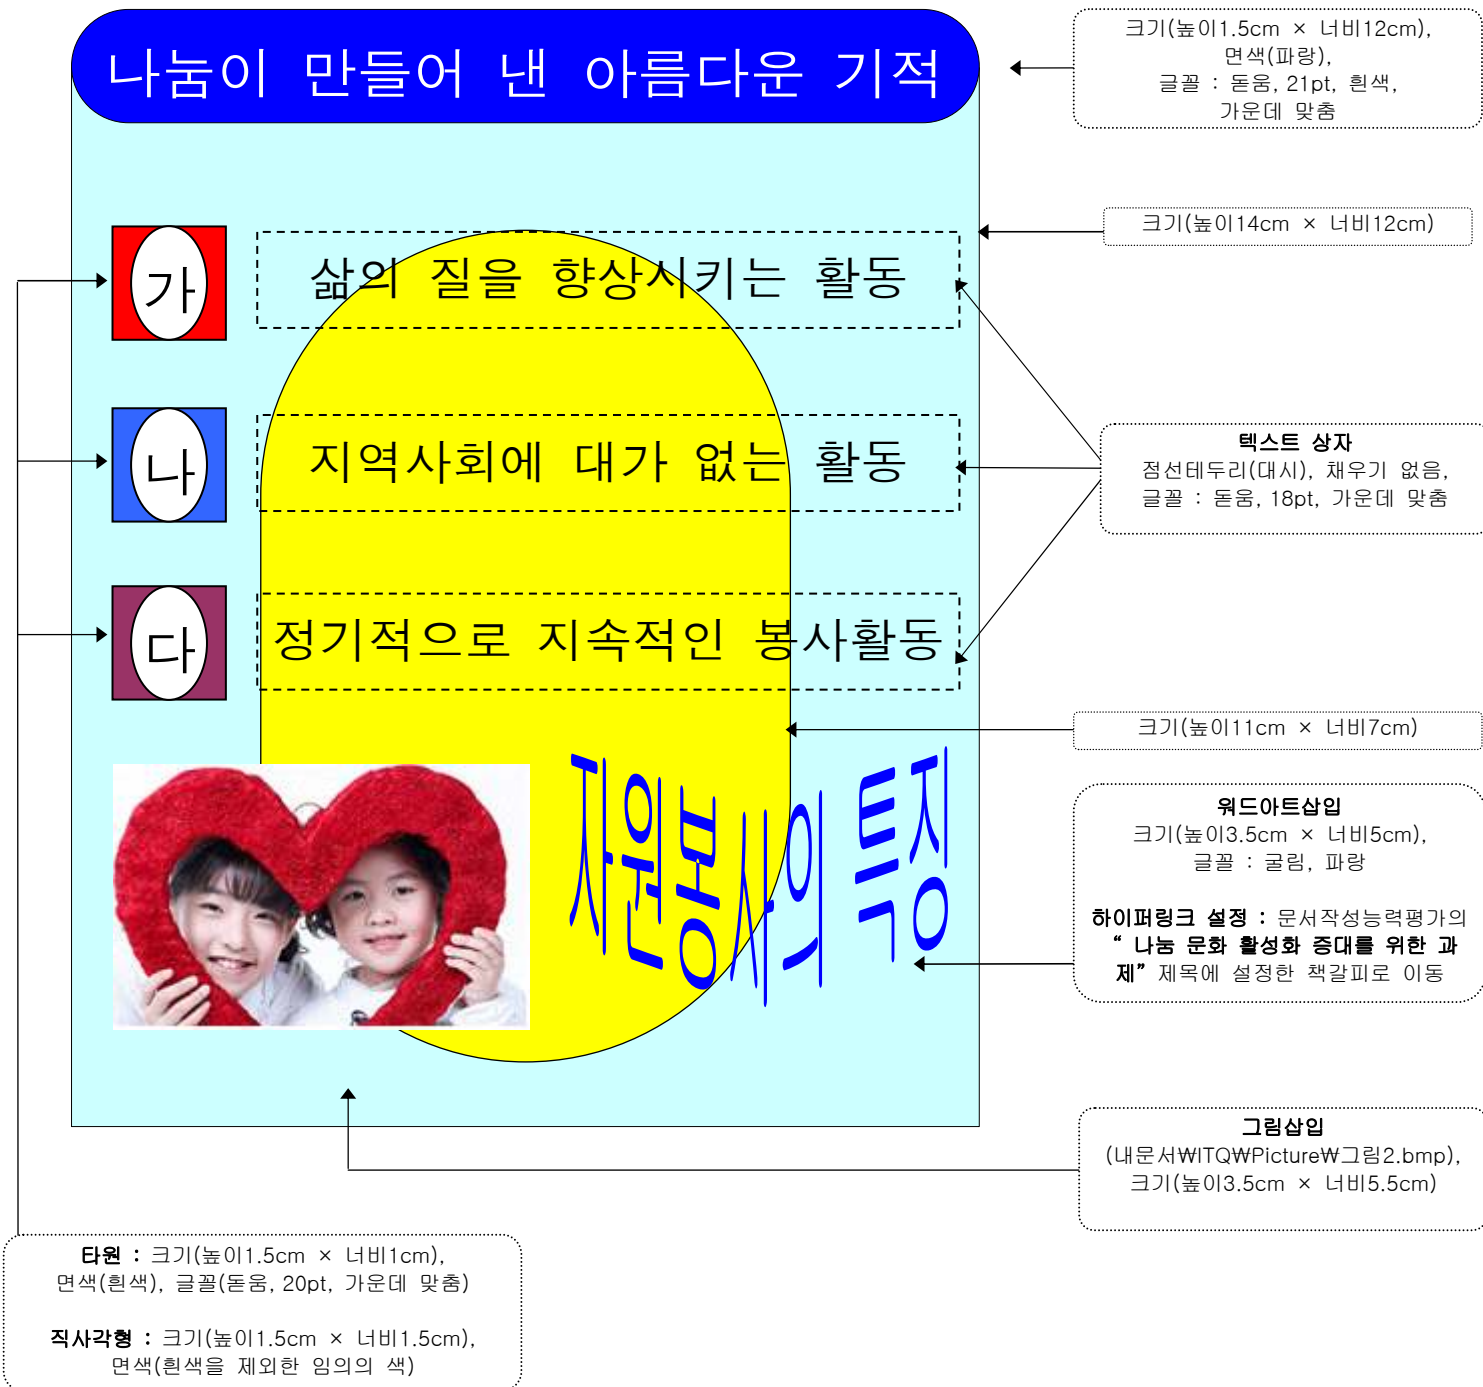 나눔이 만들어 낸 아름다운 기적
크기(높이1.5cm × 너비12cm),
면색(파랑),
글꼴 : 돋움, 21pt, 흰색,
가운데 맞춤
크기(높이14cm × 너비12cm)
가
삶의 질을 향상시키는 활동
나
지역사회에 대가 없는 활동
텍스트 상자
점선테두리(대시), 채우기 없음,
글꼴 : 돋움, 18pt, 가운데 맞춤
다
정기적으로 지속적인 봉사활동
크기(높이11cm × 너비7cm)
자원봉사의 특징
워드아트삽입
크기(높이3.5cm × 너비5cm),
글꼴 : 굴림, 파랑
하이퍼링크 설정 : 문서작성능력평가의
“ 나눔 문화 활성화 증대를 위한 과
제” 제목에 설정한 책갈피로 이동
그림삽입
(내문서₩ITQ₩Picture₩그림2.bmp),
크기(높이3.5cm × 너비5.5cm)
타원 : 크기(높이1.5cm × 너비1cm),
면색(흰색), 글꼴(돋움, 20pt, 가운데 맞춤)
직사각형 : 크기(높이1.5cm × 너비1.5cm),
면색(흰색을 제외한 임의의 색)